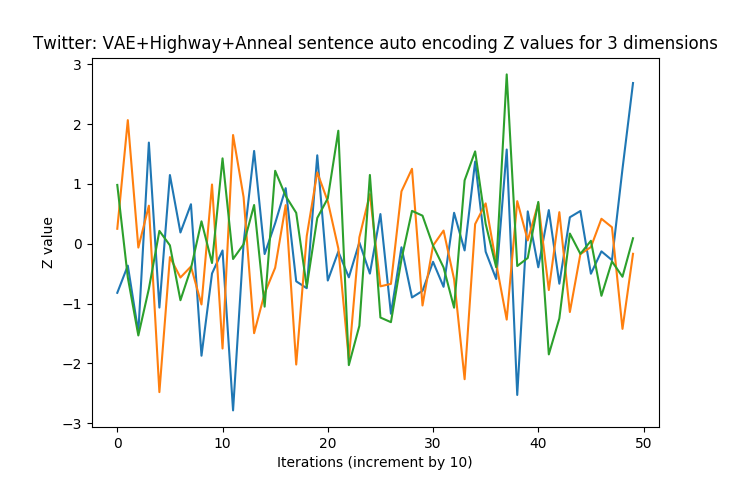 Twitter: VAE+Highway+Anneal sentence auto encoding Z values for 3 dimensions
3
2
1
0
−1
−2
−3
Z value
0 10 20 30 40 50
Iterations (increment by 10)